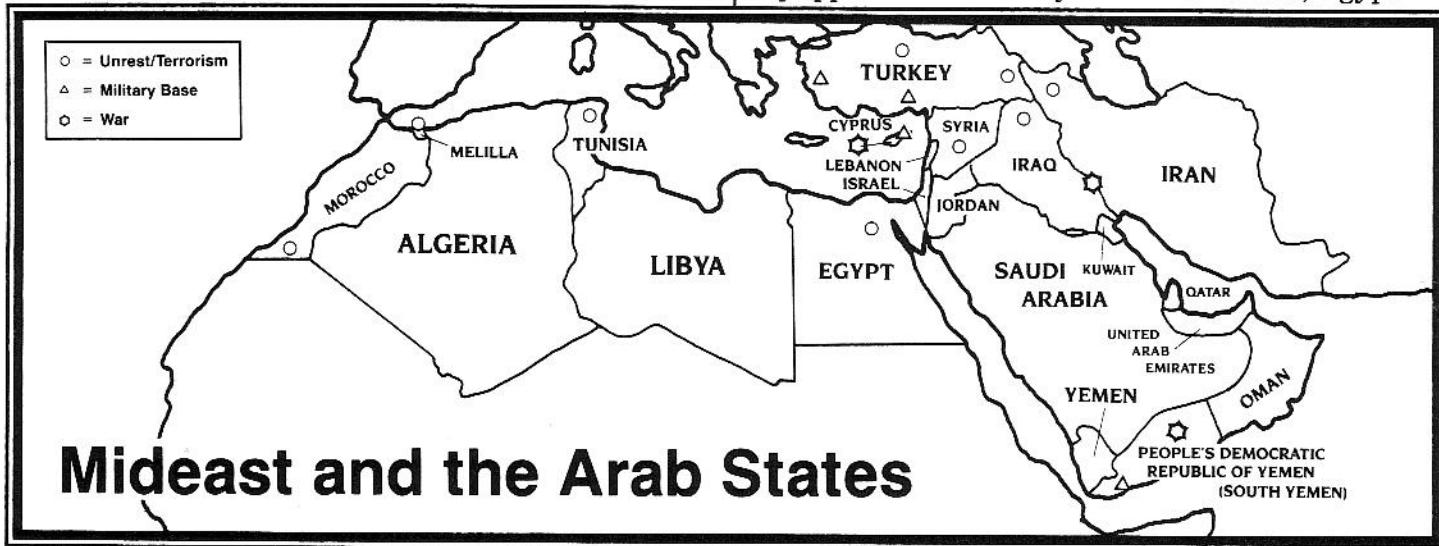 ○ = Unrest/Terrorism
△ = Military Base
✡ = War
TURKEY
CYPRUS
SYRIA
LEBANON
ISRAEL
IRAQ
IRAN
JORDAN
MELILLA
TUNISIA
MOROCCO
ALGERIA
LIBYA
EGYPT
SAUDI
ARABIA
KUWAIT
QATAR
UNITED
ARAB
EMIRATES
OMAN
YEMEN
PEOPLE'S DEMOCRATIC
REPUBLIC OF YEMEN
(SOUTH YEMEN)
Mideast and the Arab States